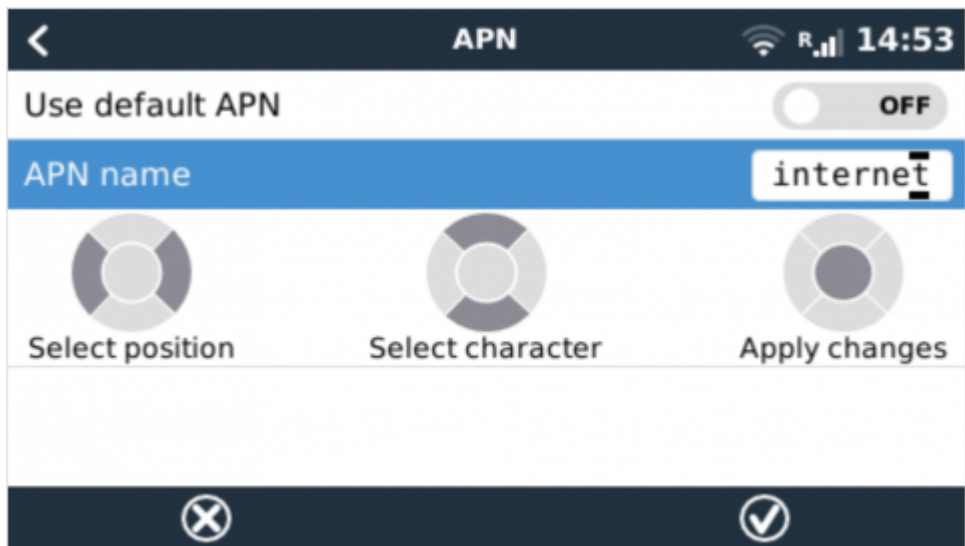 APN R 14:53
Use default APN OFF
APN name internet
Select position Select character Apply changes